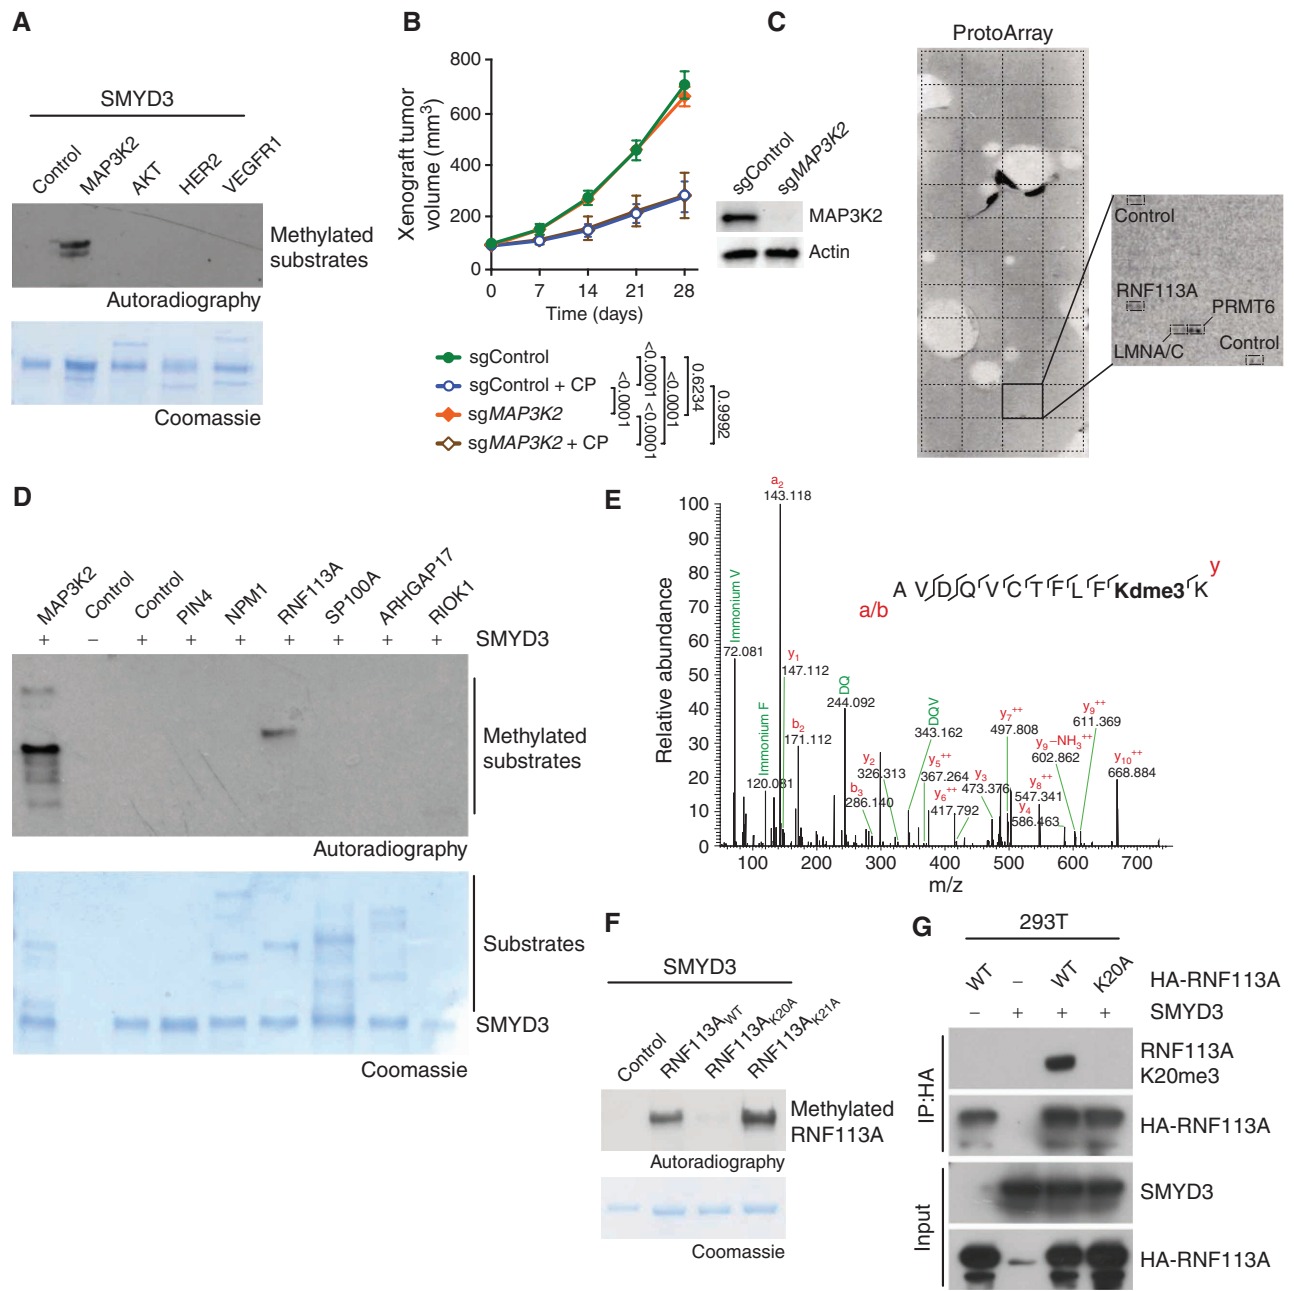 A
SMYD3
Control
MAP3K2
AKT
HER2
VEGFR1
Methylated
substrates
Autoradiography
Coomassie
B
Xenograft tumor
volume (mm³)
800
600
400
200
0
0 7 14 21 28
Time (days)
sgControl
sgControl + CP
sgMAP3K2
sgMAP3K2 + CP
<0.0001
<0.0001
<0.0001
<0.0001
0.6234
0.9992
sgControl
sgMAP3K2
MAP3K2
Actin
C
ProtoArray
Control
RNF113A
PRMT6
LMNA/C
Control
D
MAP3K2
Control
Control
PIN4
NPM1
RNF113A
SP100A
ARHGAP17
RIOK1
+ − + + + + + + + SMYD3
Methylated
substrates
Autoradiography
Substrates
SMYD3
Coomassie
E
Relative abundance
100
90
80
70
60
50
40
30
20
10
0
100 200 300 400 500 600 700
m/z
a₂
143.118
Immonium V
72.081
y₁
147.112
Immonium F
120.081
b₂
171.112
DQ
244.092
b₃
286.140
y₂
326.313
DQV
343.162
y₅⁺⁺
367.264
y₆⁺⁺
417.792
y₃
473.376
y₇⁺⁺
497.808
y₈⁺⁺
547.341
y₄
586.463
y₉−NH₃⁺⁺
602.862
y₉⁺⁺
611.369
y₁₀⁺⁺
668.884
y
A V D Q V C T F L F Kdme3 K
a/b
F
SMYD3
Control
RNF113A WT
RNF113A K20A
RNF113A K21A
Methylated
RNF113A
Autoradiography
Coomassie
G
293T
WT − WT K20A HA-RNF113A
− + + + SMYD3
IP:HA
RNF113A
K20me3
HA-RNF113A
Input
SMYD3
HA-RNF113A